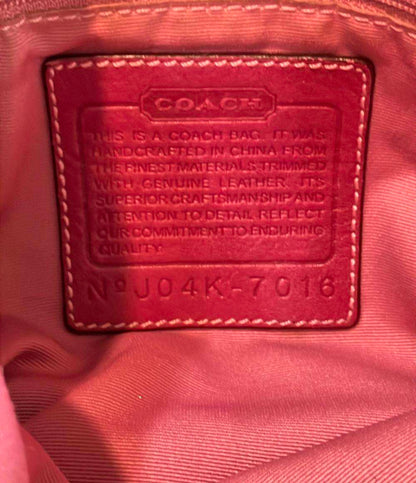 COACH
THIS IS A COACH BAG. IT WAS
HANDCRAFTED IN CHINA FROM
THE FINEST MATERIALS TRIMMED
WITH GENUINE LEATHER. ITS
SUPERIOR CRAFTSMANSHIP AND
ATTENTION TO DETAIL REFLECT
OUR COMMITMENT TO ENDURING
QUALITY.
Nº J04K-7016